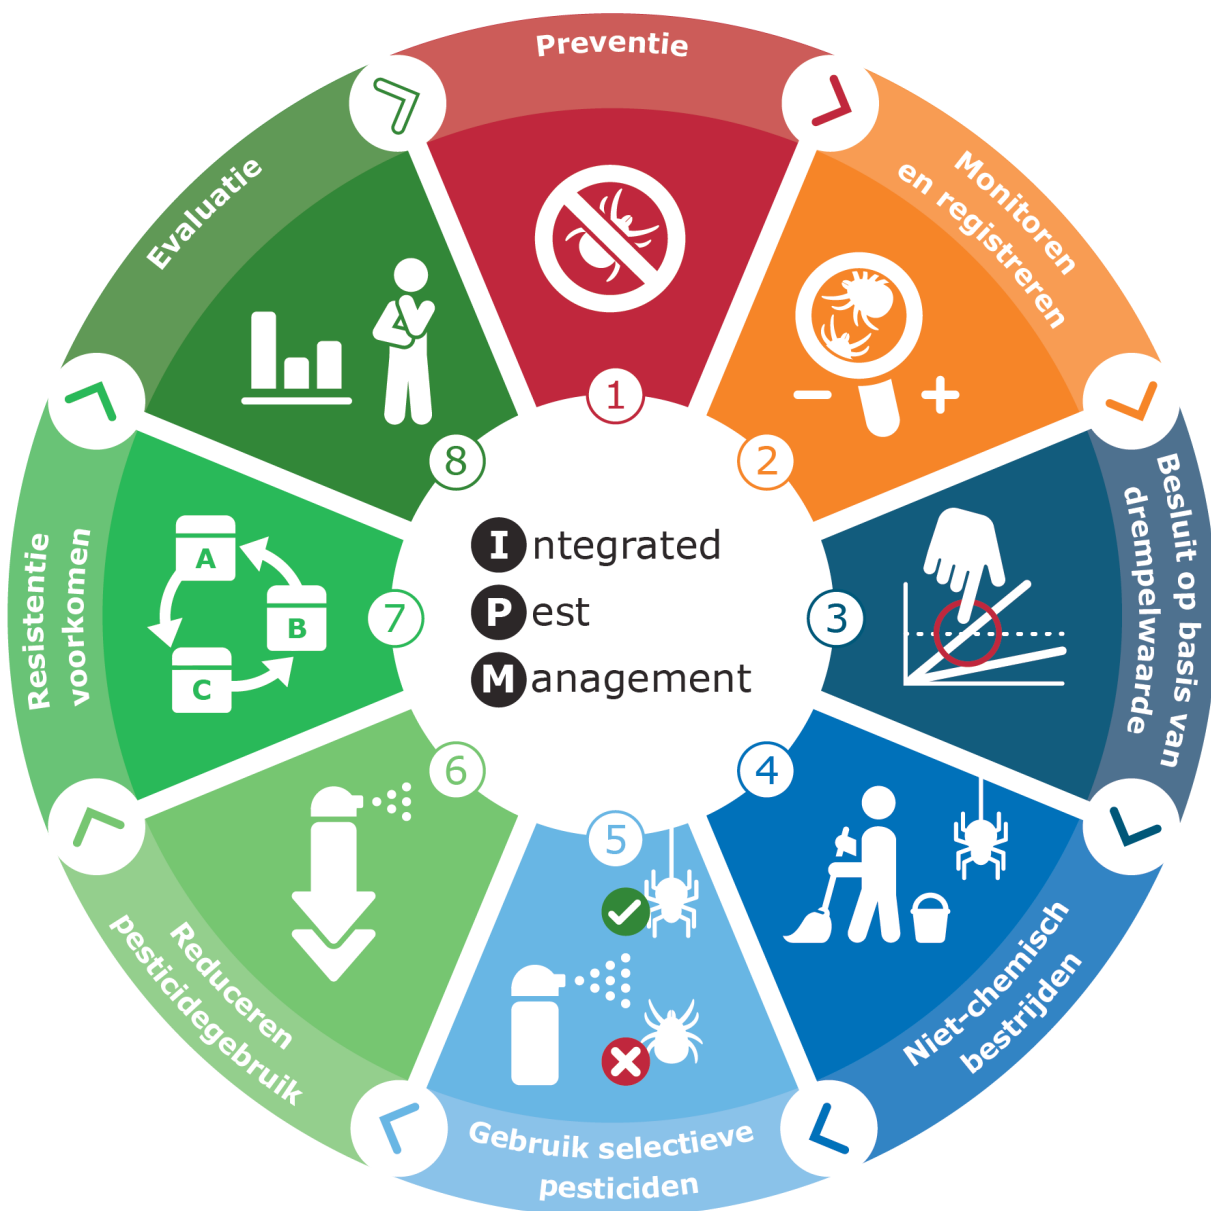 Preventie
1
Monitoren
en registreren
2
Besluit op basis van
drempelwaarde
3
Niet-chemisch
bestrijden
4
Gebruik selectieve
pesticiden
5
Reduceren
pesticidegebruik
6
Resistentie
voorkomen
A
B
C
7
Evaluatie
8
Integrated
Pest
Management